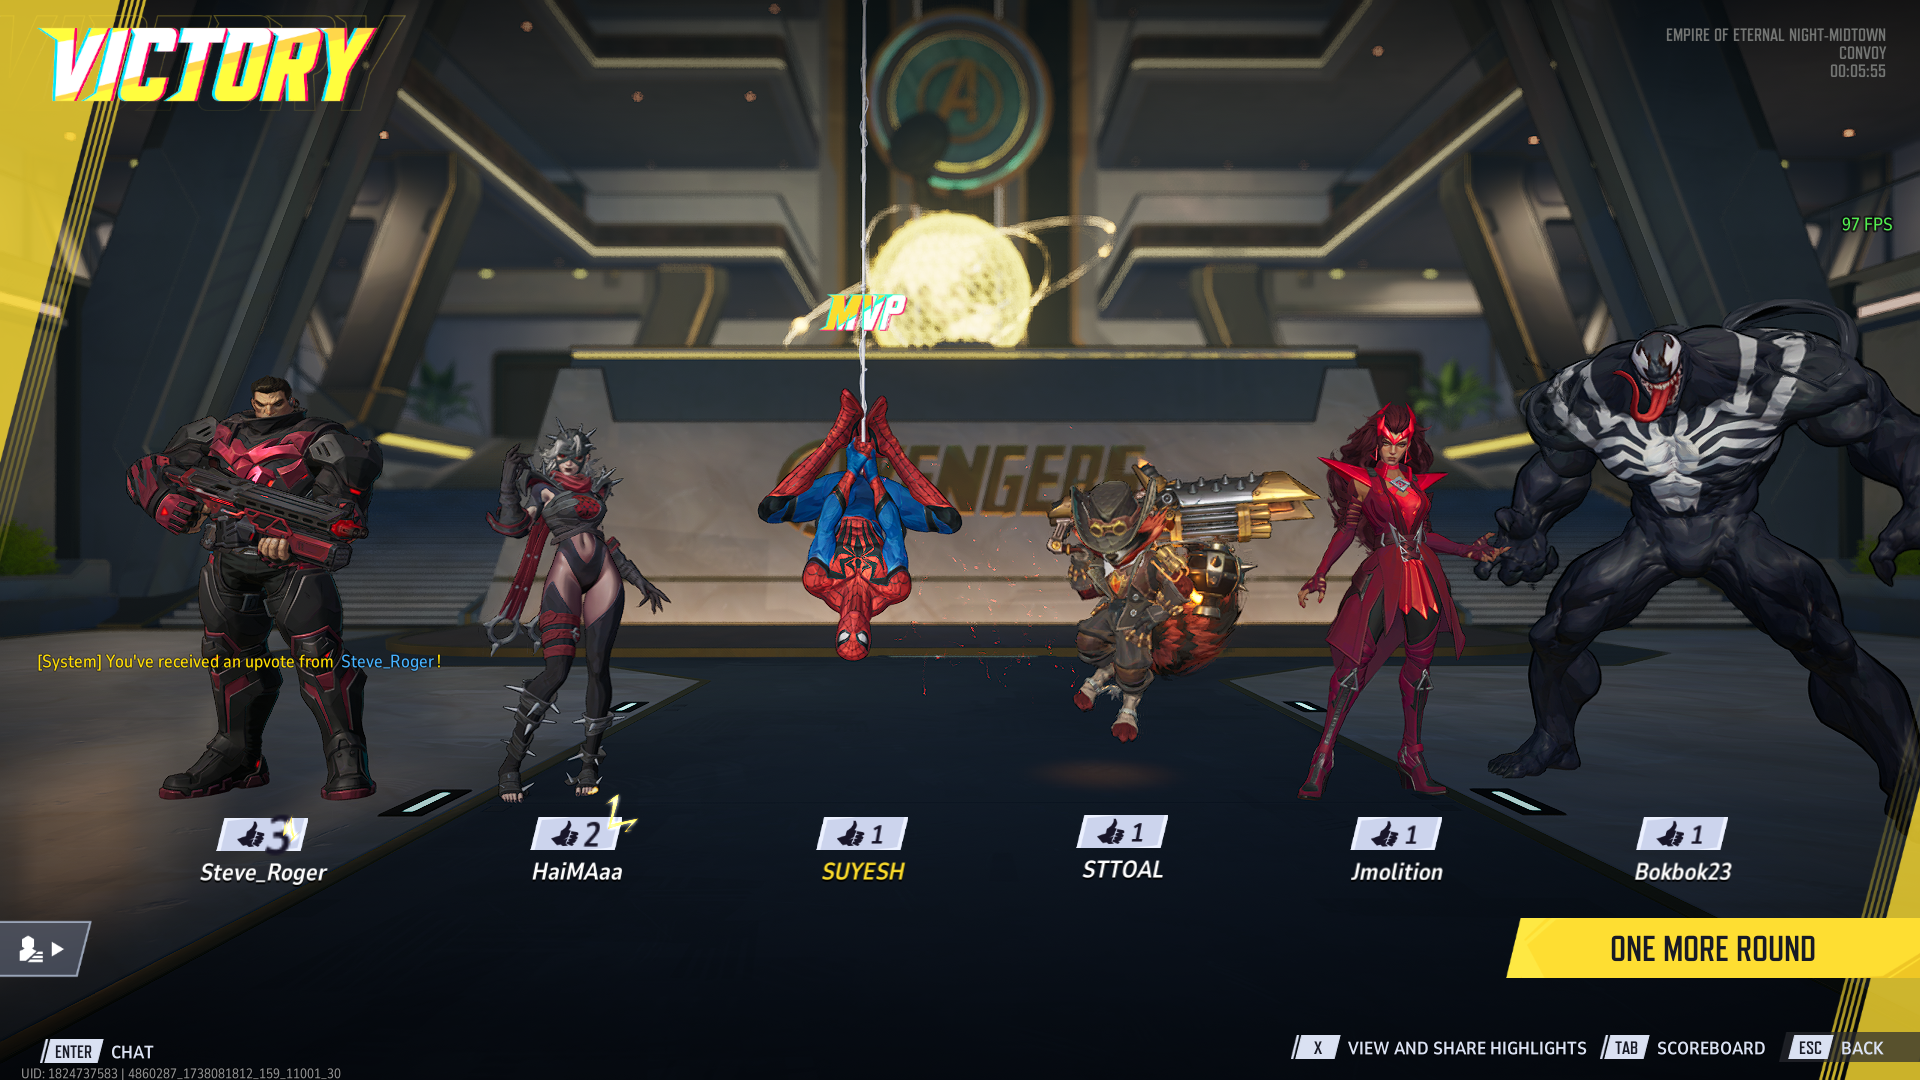 VICTORY
EMPIRE OF ETERNAL NIGHT-MIDTOWN
CONVOY
00:05:55
97 FPS
MVP
[System] You've received an upvote from Steve_Roger!
3
2
1
1
1
1
Steve_Roger
HaiMAaa
SUYESH
STTOAL
Jmolition
Bokbok23
ONE MORE ROUND
ENTER CHAT
X VIEW AND SHARE HIGHLIGHTS TAB SCOREBOARD ESC BACK
UID: 1824737583 | 4860287_1738081812_159_11001_30